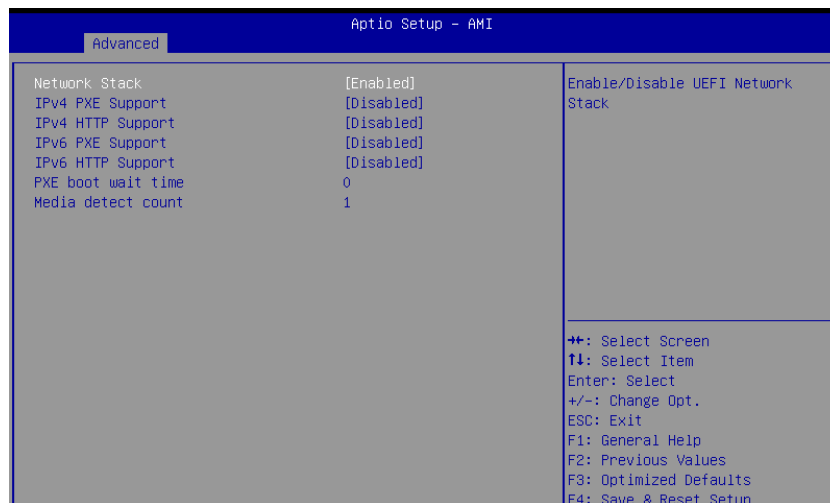 Aptio Setup – AMI
Advanced
Network Stack [Enabled]
IPv4 PXE Support [Disabled]
IPv4 HTTP Support [Disabled]
IPv6 PXE Support [Disabled]
IPv6 HTTP Support [Disabled]
PXE boot wait time 0
Media detect count 1
Enable/Disable UEFI Network
Stack
→←: Select Screen
↑↓: Select Item
Enter: Select
+/-: Change Opt.
ESC: Exit
F1: General Help
F2: Previous Values
F3: Optimized Defaults
F4: Save & Reset Setup